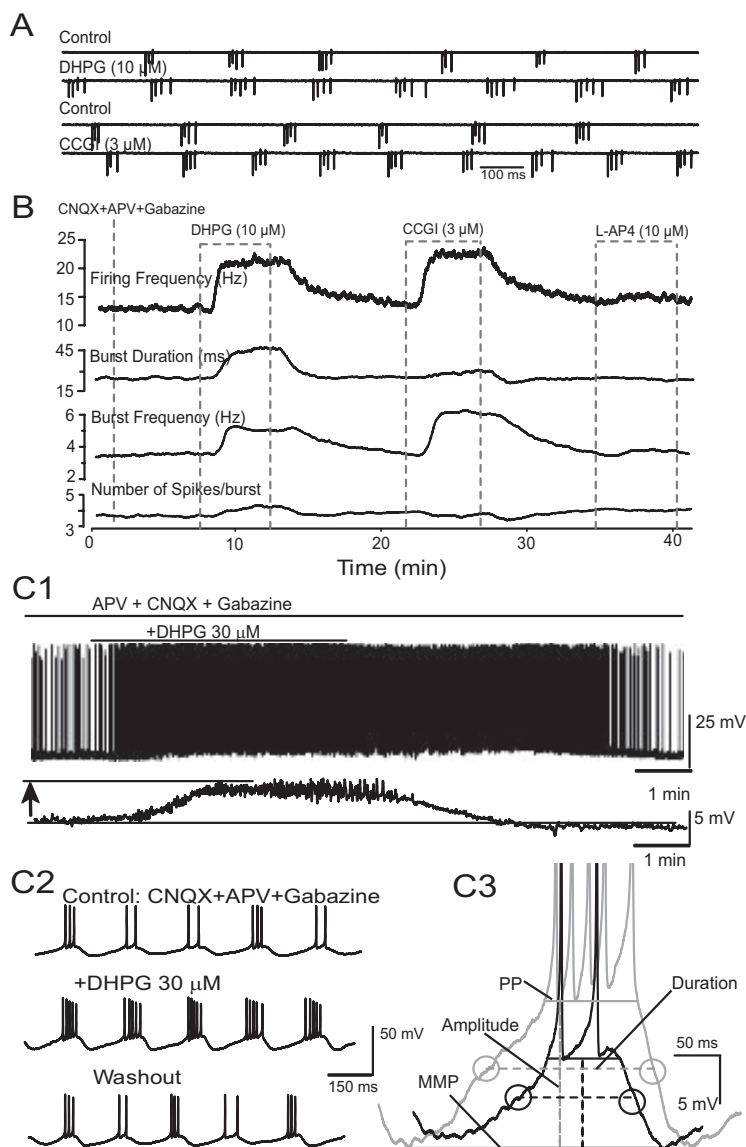 A
Control
DHPG (10 µM)
Control
CCGI (3 µM)
100 ms
B
CNQX+APV+Gabazine
DHPG (10 µM)
CCGI (3 µM)
L-AP4 (10 µM)
25
20
15
10
Firing Frequency (Hz)
45
15
Burst Duration (ms)
6
4
2
Burst Frequency (Hz)
5
3
Number of Spikes/burst
0 10 20 30 40
Time (min)
C1
APV + CNQX + Gabazine
+DHPG 30 µM
25 mV
1 min
5 mV
1 min
C2
Control: CNQX+APV+Gabazine
+DHPG 30 µM
50 mV
150 ms
Washout
C3
PP
Duration
Amplitude
MMP
50 ms
5 mV